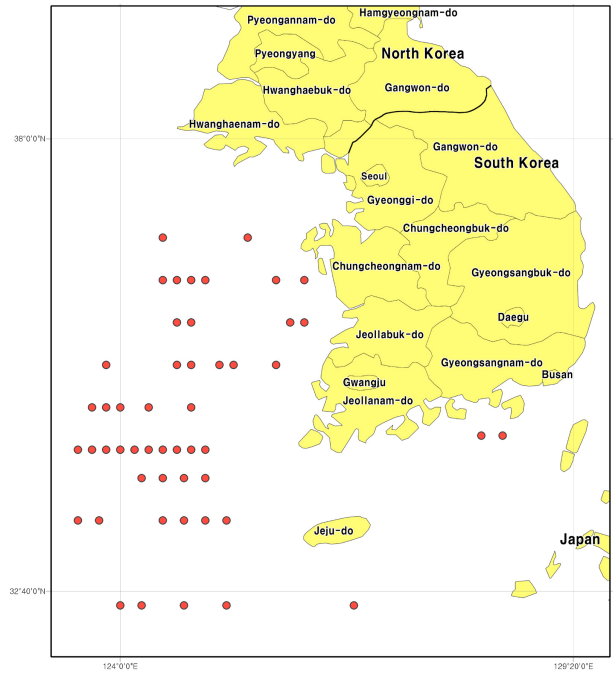 Hamgyeongnam-do
Pyeongannam-do
Pyeongyang
North Korea
Hwanghaebuk-do
Gangwon-do
Hwanghaenam-do
38°0'0"N
Gangwon-do
South Korea
Seoul
Gyeonggi-do
Chungcheongbuk-do
Chungcheongnam-do
Gyeongsangbuk-do
Daegu
Jeollabuk-do
Gyeongsangnam-do
Busan
Gwangju
Jeollanam-do
Jeju-do
Japan
32°40'0"N
124°0'0"E
129°20'0"E